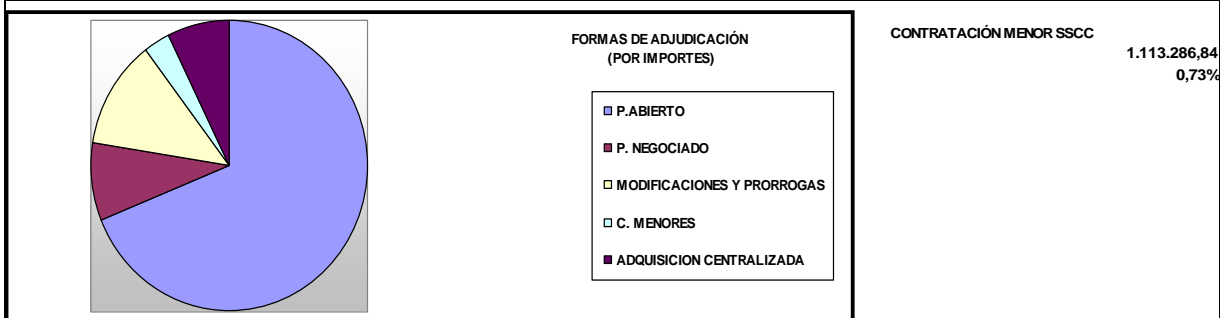 FORMAS DE ADJUDICACIÓN
(POR IMPORTES)
P.ABIERTO
P. NEGOCIADO
MODIFICACIONES Y PRORROGAS
C. MENORES
ADQUISICION CENTRALIZADA
CONTRATACIÓN MENOR SSCC
1.113.286,84
0,73%